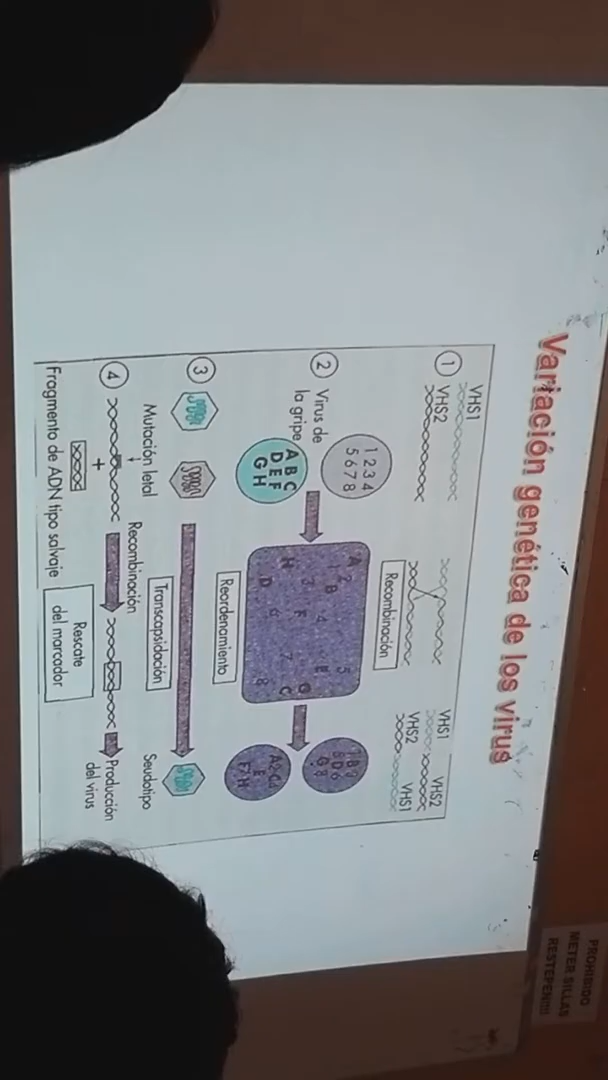 Variación genética de los virus
1
VHS1
VHS2
Recombinación
VHS1
VHS2
VHS2
VHS1
2
Virus de
la gripe
1 2 3 4
5 6 7 8
A B C
D E F
G H
Reordenamiento
3
Transcapsidación
Seudotipo
4
Mutación letal
+
Fragmento de ADN tipo salvaje
Recombinación
Rescate
del marcador
Producción
del virus
PROHIBIDO
METER SILLAS
RESTEPEN!!!